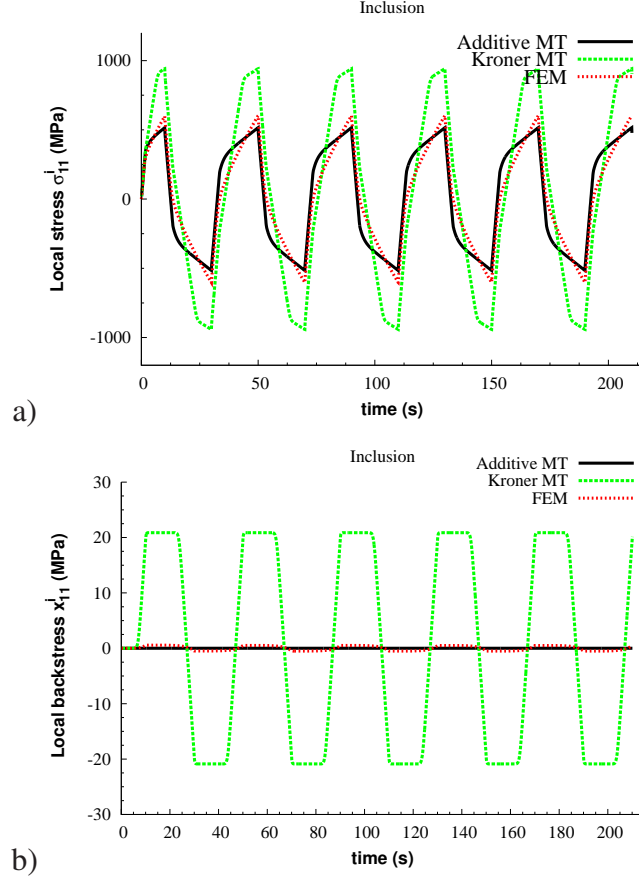 Inclusion
Additive MT
Kroner MT
FEM
1000
0
-1000
Local stress σ^i_11 (MPa)
0 50 100 150 200
time (s)
a)
Inclusion
Additive MT
Kroner MT
FEM
30
20
10
0
-10
-20
-30
Local backstress x^i_11 (MPa)
0 20 40 60 80 100 120 140 160 180 200
time (s)
b)